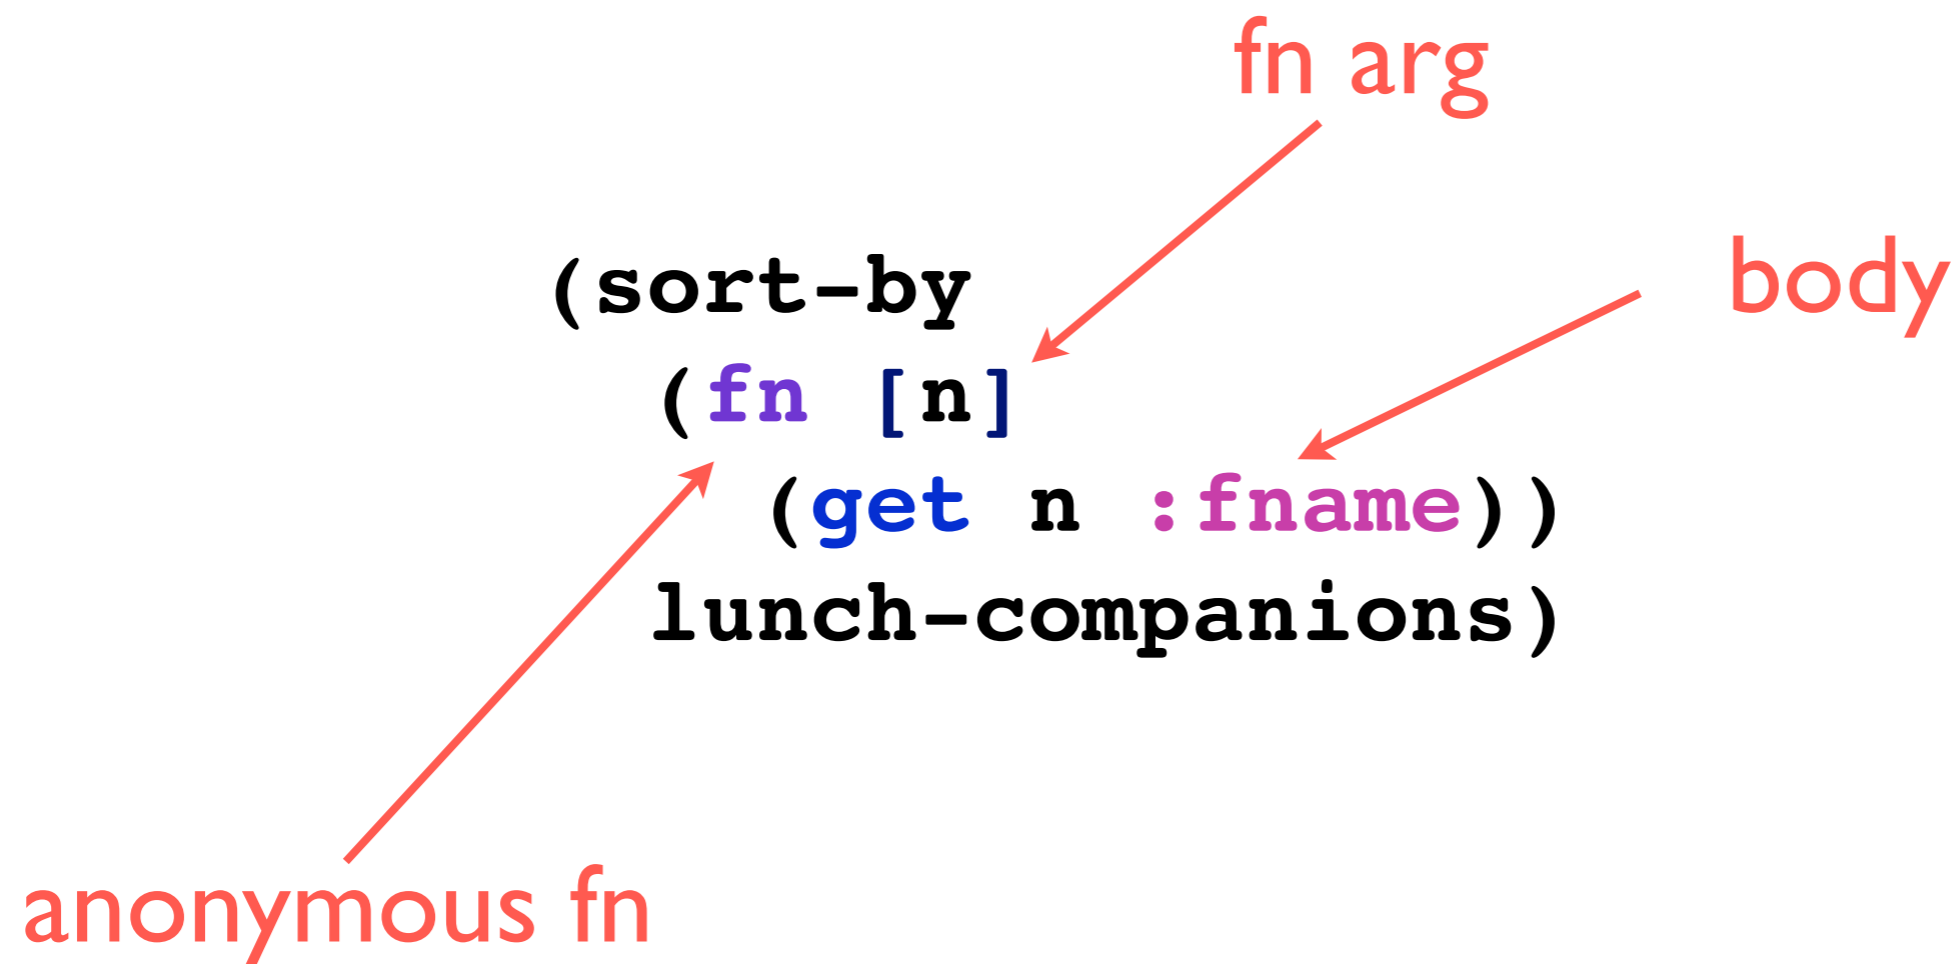 fn arg
body
(sort-by
(fn [n]
(get n :fname))
lunch-companions)
anonymous fn